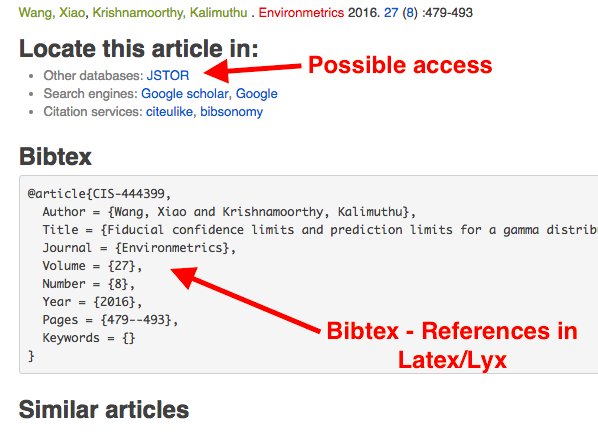 Wang, Xiao, Krishnamoorthy, Kalimuthu . Environmetrics 2016. 27 (8) :479-493
Locate this article in:
Other databases: JSTOR
Possible access
Search engines: Google scholar, Google
Citation services: citeulike, bibsonomy
Bibtex
@article{CIS-444399,
Author = {Wang, Xiao and Krishnamoorthy, Kalimuthu},
Title = {Fiducial confidence limits and prediction limits for a gamma distrib
Journal = {Environmetrics},
Volume = {27},
Number = {8},
Year = {2016},
Pages = {479--493},
Keywords = {}
}
Bibtex - References in
Latex/Lyx
Similar articles